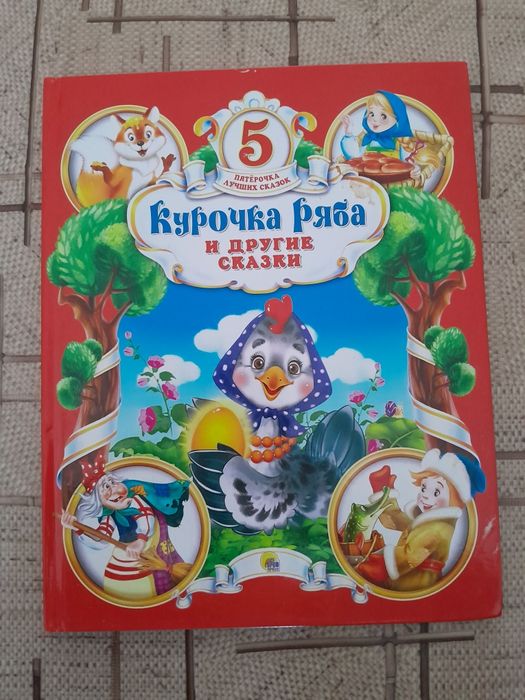 5
ПЯТЁРОЧКА
ЛУЧШИХ СКАЗОК
Курочка Ряба
И ДРУГИЕ
СКАЗКИ